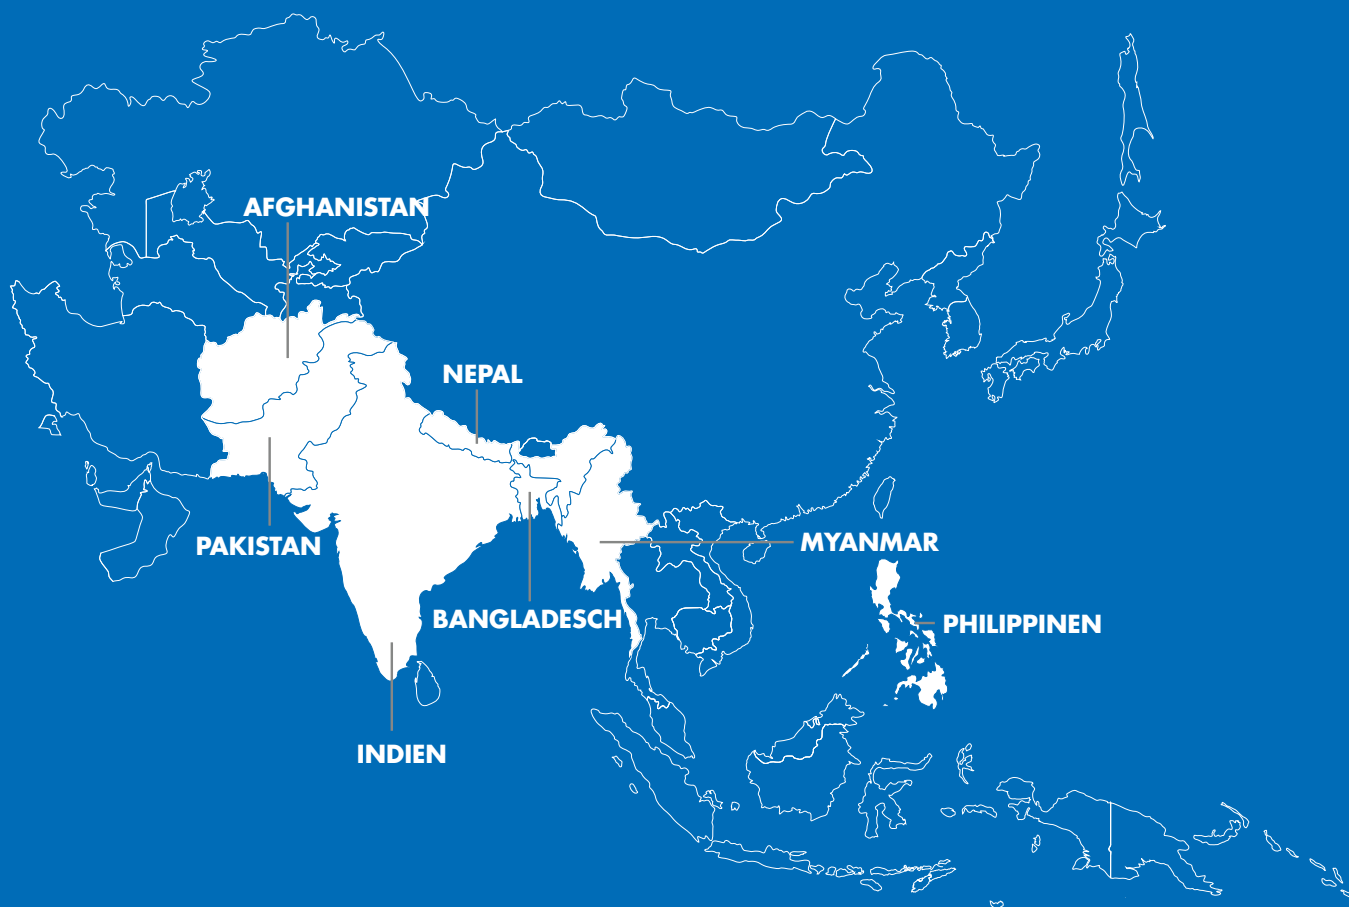 AFGHANISTAN
NEPAL
PAKISTAN
MYANMAR
BANGLADESCH
PHILIPPINEN
INDIEN